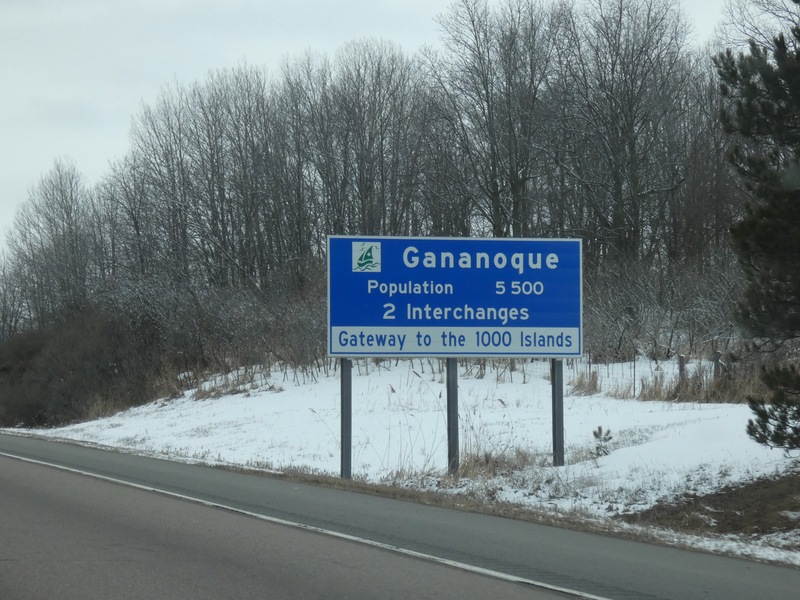 Gananoque
Population 5 500
2 Interchanges
Gateway to the 1000 Islands